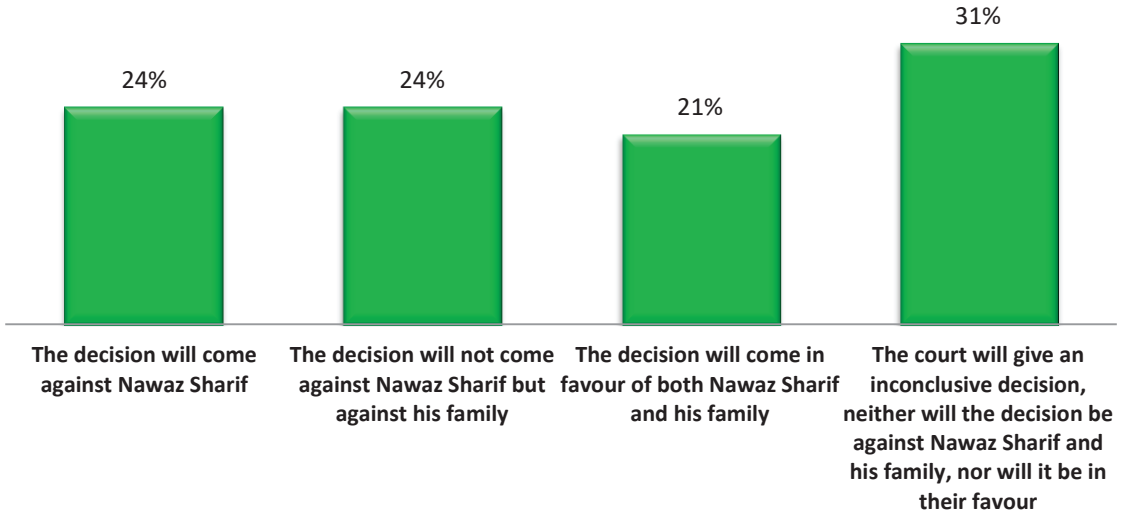 24%
24%
21%
31%
The decision will come
against Nawaz Sharif
The decision will not come
against Nawaz Sharif but
against his family
The decision will come in
favour of both Nawaz Sharif
and his family
The court will give an
inconclusive decision,
neither will the decision be
against Nawaz Sharif and
his family, nor will it be in
their favour